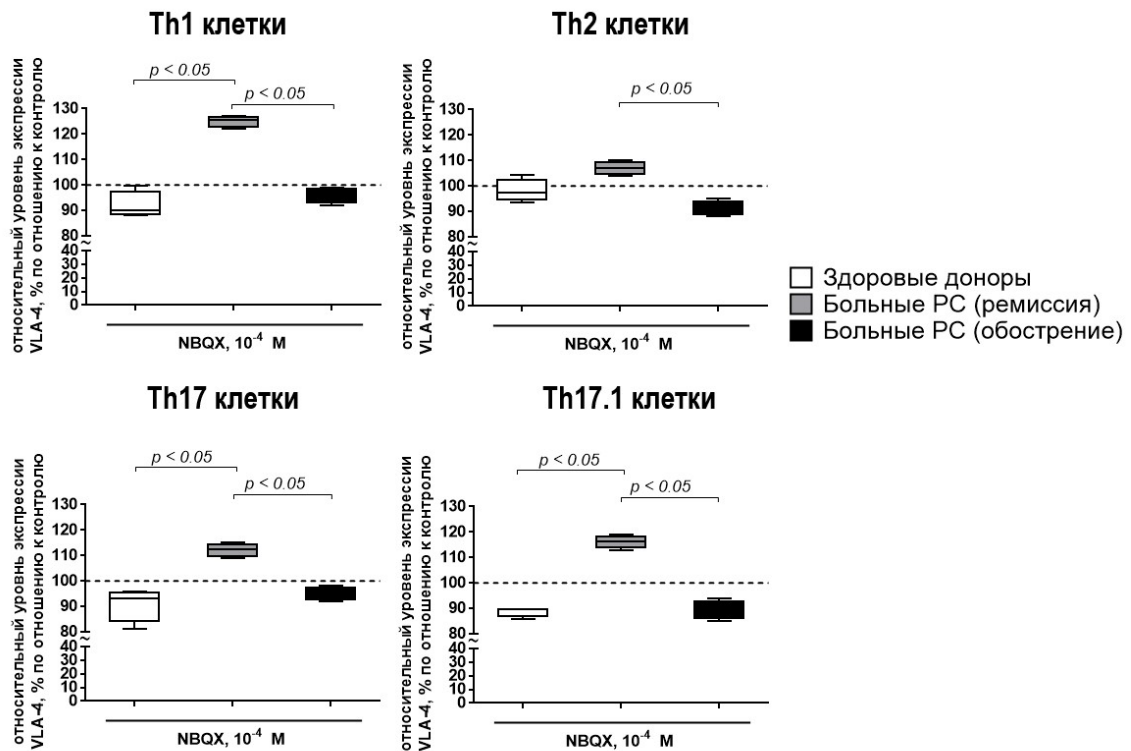 Th1 клетки
относительный уровень экспрессии
VLA-4, % по отношению к контролю
p < 0.05
p < 0.05
130
120
110
100
90
80
≈
40
30
20
10
0
NBQX, 10⁻⁴ M
Th2 клетки
относительный уровень экспрессии
VLA-4, % по отношению к контролю
p < 0.05
130
120
110
100
90
80
≈
40
30
20
10
0
NBQX, 10⁻⁴ M
Здоровые доноры
Больные РС (ремиссия)
Больные РС (обострение)
Th17 клетки
относительный уровень экспрессии
VLA-4, % по отношению к контролю
p < 0.05
p < 0.05
130
120
110
100
90
80
≈
40
30
20
10
0
NBQX, 10⁻⁴ M
Th17.1 клетки
относительный уровень экспрессии
VLA-4, % по отношению к контролю
p < 0.05
p < 0.05
130
120
110
100
90
80
≈
40
30
20
10
0
NBQX, 10⁻⁴ M